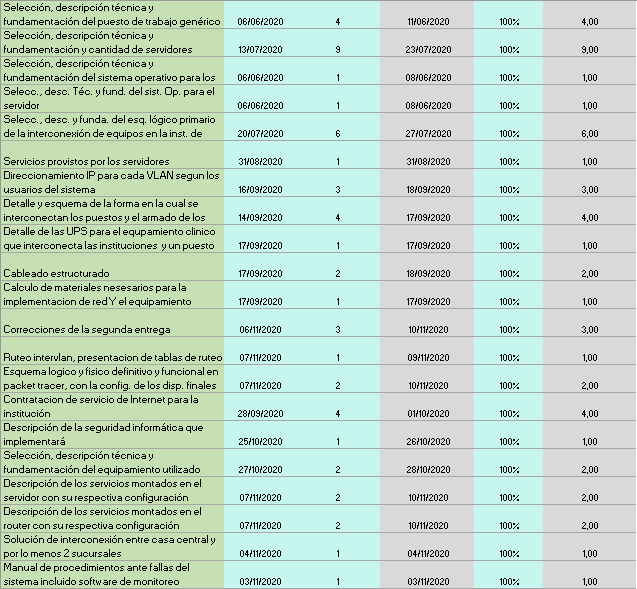 Selección, descripción técnica y
fundamentación del puesto de trabajo genérico 06/06/2020 4 11/06/2020 100% 4,00
Selección, descripción técnica y
fundamentación y cantidad de servidores 13/07/2020 9 23/07/2020 100% 9,00
Selección, descripción técnica y
fundamentación del sistema operativo para los 06/06/2020 1 08/06/2020 100% 1,00
Selecc., desc. Téc. y fund. del sist. Op. para el
servidor 06/06/2020 1 08/06/2020 100% 1,00
Selecc., desc. y funda. del esq. lógico primario
de la interconexión de equipos en la inst. de 20/07/2020 6 27/07/2020 100% 6,00
Servicios provistos por los servidores 31/08/2020 1 31/08/2020 100% 1,00
Direccionamiento IP para cada VLAN segun los
usuarios del sistema 16/09/2020 3 18/09/2020 100% 3,00
Detalle y esquema de la forma en la cual se
interconectan los puestos y el armado de los 14/09/2020 4 17/09/2020 100% 4,00
Detalle de las UPS para el equpamiento clinico
que interconecta las instituciones y un puesto 17/09/2020 1 17/09/2020 100% 1,00
Cableado estructurado 17/09/2020 2 18/09/2020 100% 2,00
Calculo de materiales nesesarios para la
implementacion de red Y el equipamiento 17/09/2020 1 17/09/2020 100% 1,00
Correcciones de la segunda entrega 06/11/2020 3 10/11/2020 100% 3,00
Ruteo intervlan, presentacion de tablas de ruteo 07/11/2020 1 09/11/2020 100% 1,00
Esquema logico y fisico definitivo y funcional en
packet tracer, con la config. de los disp. finales 07/11/2020 2 10/11/2020 100% 2,00
Contratacion de servicio de Internet para la
institución 28/09/2020 4 01/10/2020 100% 4,00
Descripción de la seguridad informática que
implementará 25/10/2020 1 26/10/2020 100% 1,00
Selección, descripción técnica y
fundamentación del equipamiento utilizado 27/10/2020 2 28/10/2020 100% 2,00
Descripción de los servicios montados en el
servidor con su respectiva configuración 07/11/2020 2 10/11/2020 100% 2,00
Descripción de los servicios montados en el
router con su respectiva configuración 07/11/2020 2 10/11/2020 100% 2,00
Solución de interconexión entre casa central y
por lo menos 2 sucursales 04/11/2020 1 04/11/2020 100% 1,00
Manual de procedimientos ante fallas del
sistema incluido software de monitoreo 03/11/2020 1 03/11/2020 100% 1,00